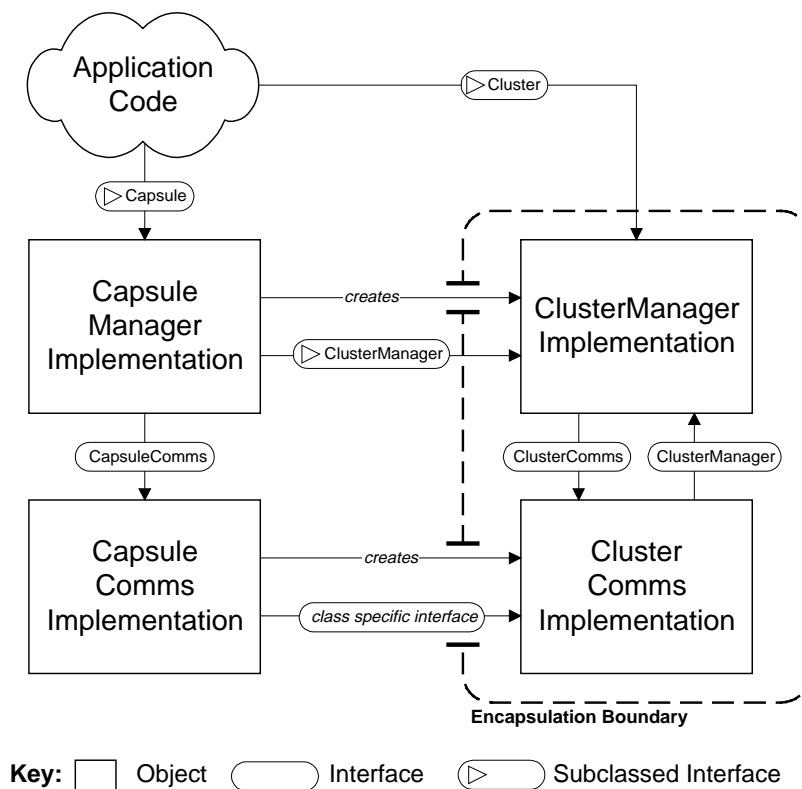 Application
Code
Cluster
Capsule
Capsule
Manager
Implementation
creates
ClusterManager
Implementation
ClusterManager
CapsuleComms
ClusterComms
ClusterManager
Capsule
Comms
Implementation
creates
class specific interface
Cluster
Comms
Implementation
Encapsulation Boundary
Key: Object Interface Subclassed Interface